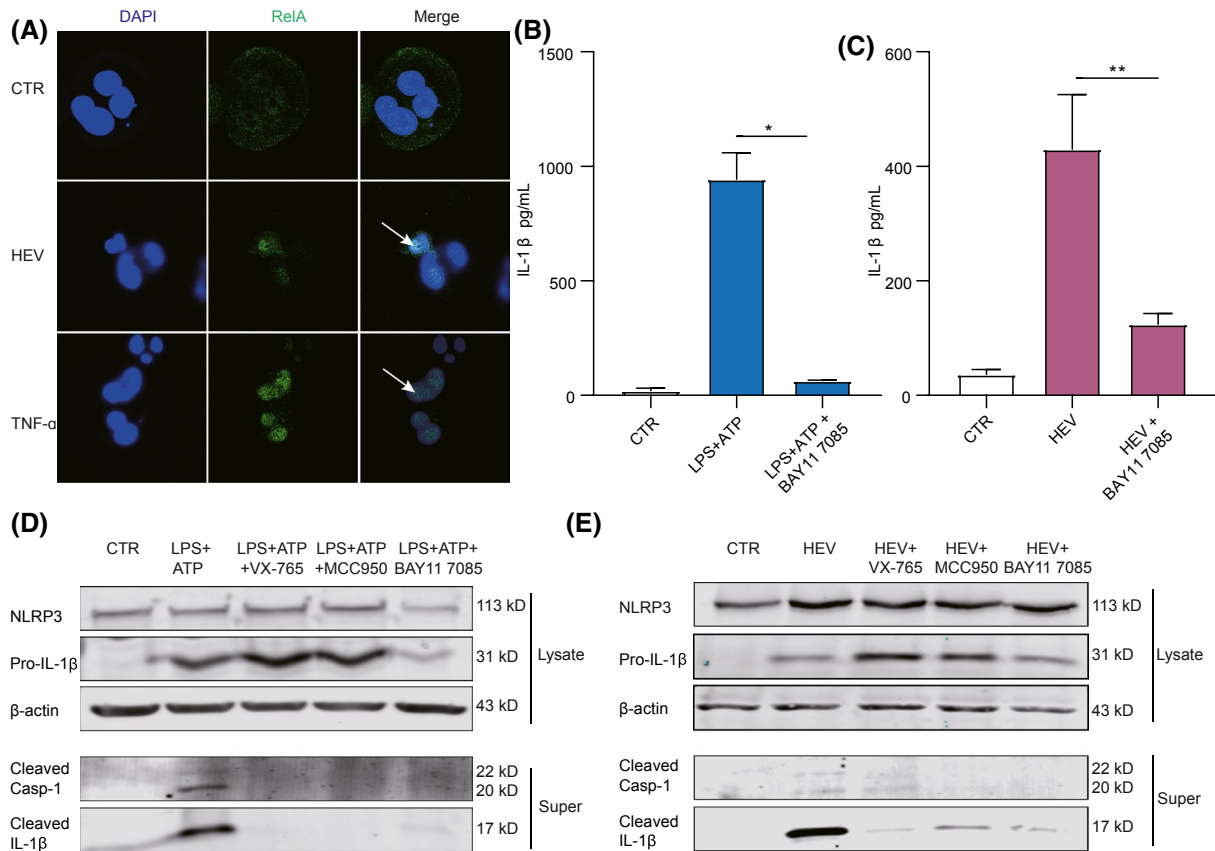 (A)
DAPI RelA Merge
CTR
HEV
TNF-α
(B)
1500
1000
500
0
IL-1 β pg/mL
*
CTR
LPS+ATP
LPS+ATP +
BAY11 7085
(C)
600
400
200
0
IL-1 β pg/mL
**
CTR
HEV
HEV +
BAY11 7085
(D)
CTR LPS+ LPS+ATP LPS+ATP LPS+ATP+
ATP +VX-765 +MCC950 BAY11 7085
NLRP3 113 kD
Pro-IL-1β 31 kD Lysate
β-actin 43 kD
Cleaved 22 kD
Casp-1 20 kD
Super
Cleaved 17 kD
IL-1β
(E)
CTR HEV HEV+ HEV+ HEV+
VX-765 MCC950 BAY11 7085
NLRP3 113 kD
Pro-IL-1β 31 kD Lysate
β-actin 43 kD
Cleaved 22 kD
Casp-1 20 kD
Super
Cleaved 17 kD
IL-1β